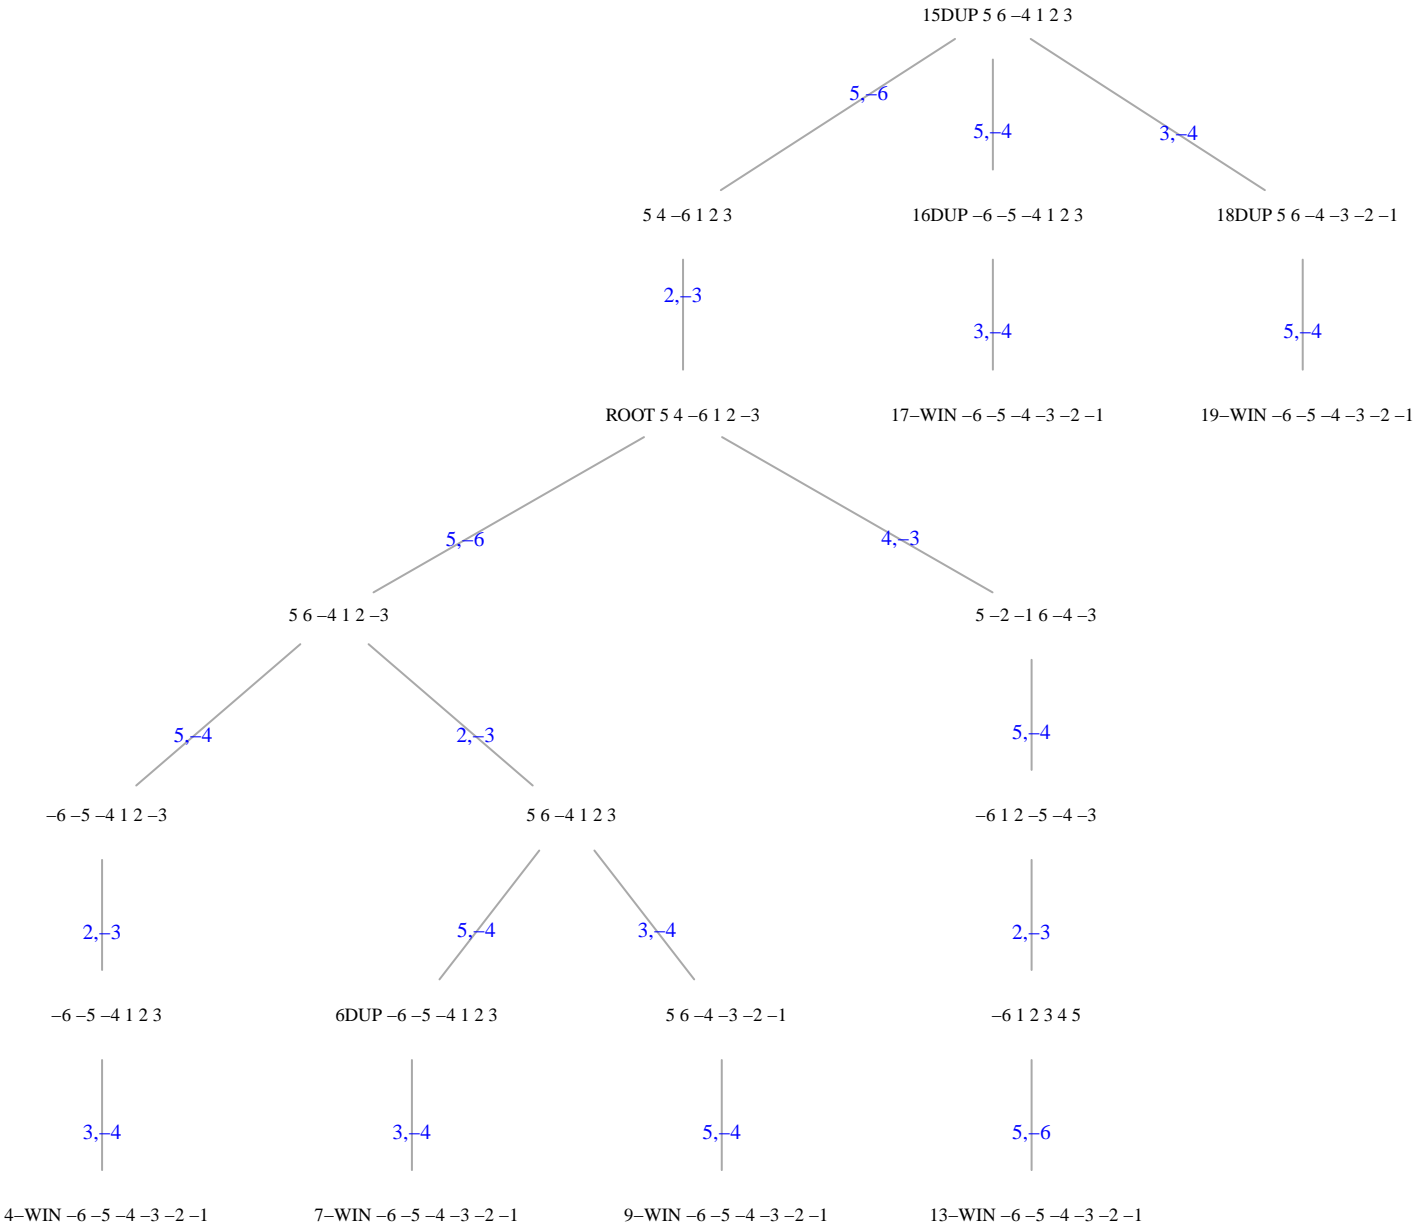 15DUP 5 6 –4 1 2 3
5,–6
5,–4
3,–4
5 4 –6 1 2 3
16DUP –6 –5 –4 1 2 3
18DUP 5 6 –4 –3 –2 –1
2,–3
3,–4
5,–4
ROOT 5 4 –6 1 2 –3
17–WIN –6 –5 –4 –3 –2 –1
19–WIN –6 –5 –4 –3 –2 –1
5,–6
4,–3
5 6 –4 1 2 –3
5 –2 –1 6 –4 –3
5,–4
2,–3
5,–4
–6 –5 –4 1 2 –3
5 6 –4 1 2 3
–6 1 2 –5 –4 –3
2,–3
5,–4
3,–4
2,–3
–6 –5 –4 1 2 3
6DUP –6 –5 –4 1 2 3
5 6 –4 –3 –2 –1
–6 1 2 3 4 5
3,–4
3,–4
5,–4
5,–6
4–WIN –6 –5 –4 –3 –2 –1
7–WIN –6 –5 –4 –3 –2 –1
9–WIN –6 –5 –4 –3 –2 –1
13–WIN –6 –5 –4 –3 –2 –1